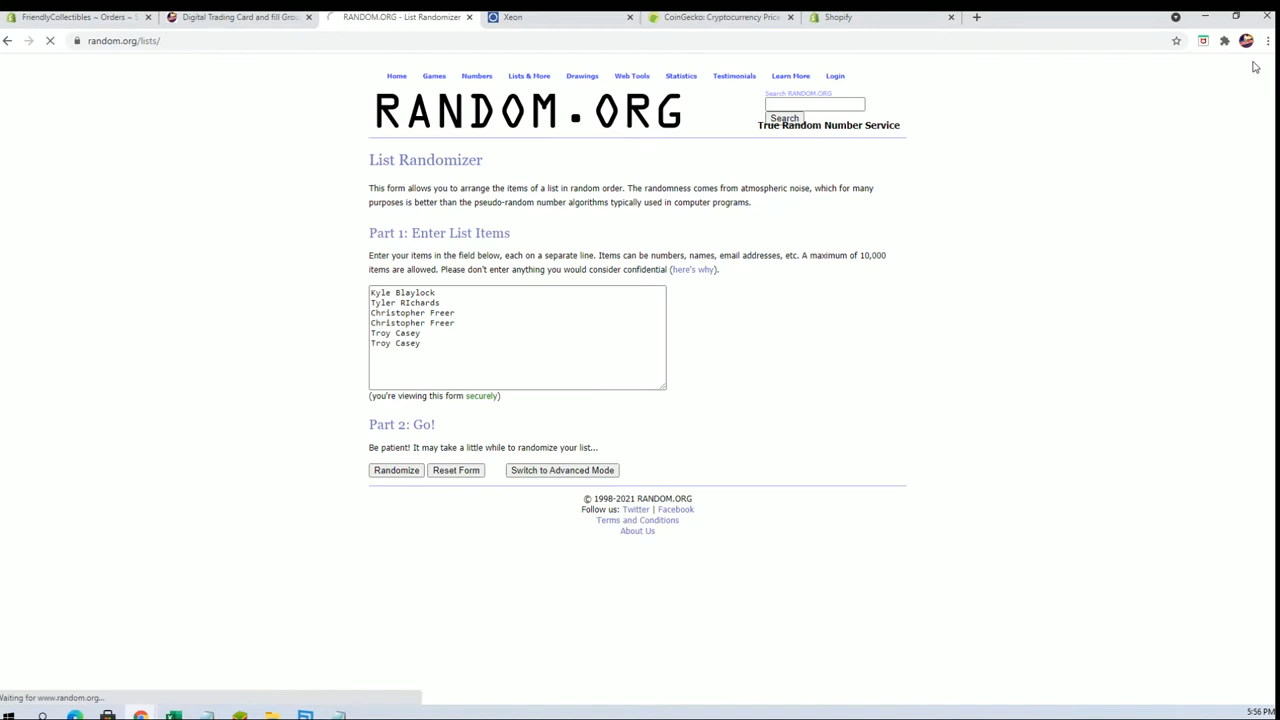 FriendlyCollectibles ~ Orders ~ S
Digital Trading Card and fill Grou
RANDOM.ORG - List Randomizer
Xeon
CoinGecko: Cryptocurrency Price
Shopify
random.org/lists/
Home Games Numbers Lists & More Drawings Web Tools Statistics Testimonials Learn More Login
Search RANDOM.ORG
RANDOM.ORG
Search
True Random Number Service
List Randomizer
This form allows you to arrange the items of a list in random order. The randomness comes from atmospheric noise, which for many
purposes is better than the pseudo-random number algorithms typically used in computer programs.
Part 1: Enter List Items
Enter your items in the field below, each on a separate line. Items can be numbers, names, email addresses, etc. A maximum of 10,000
items are allowed. Please don't enter anything you would consider confidential (here's why).
Kyle Blaylock
Tyler RIchards
Christopher Freer
Christopher Freer
Troy Casey
Troy Casey
(you're viewing this form securely)
Part 2: Go!
Be patient! It may take a little while to randomize your list...
Randomize Reset Form Switch to Advanced Mode
© 1998-2021 RANDOM.ORG
Follow us: Twitter | Facebook
Terms and Conditions
About Us
Waiting for www.random.org...
5:56 PM